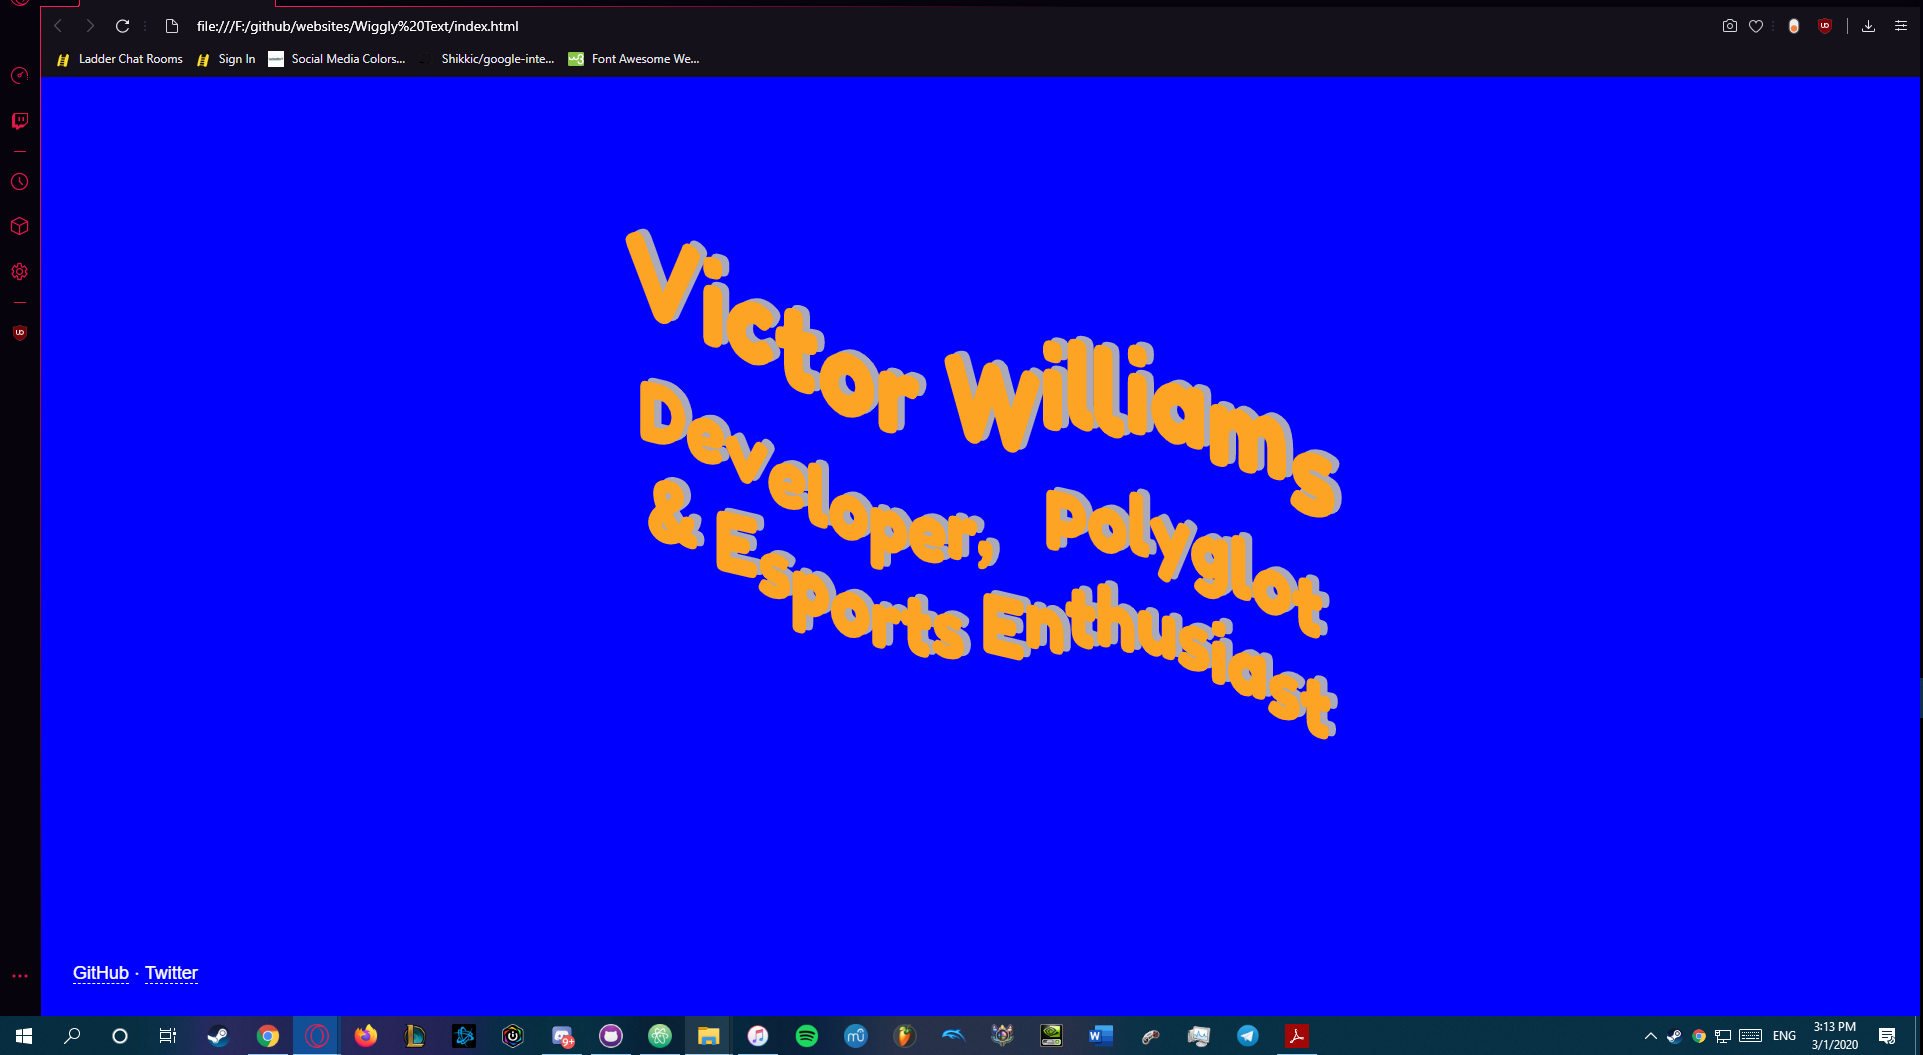 file:///F:/github/websites/Wiggly%20Text/index.html
Ladder Chat Rooms Sign In Social Media Colors... Shikkic/google-inte... Font Awesome We...
Victor Williams
Developer, Polyglot
& Esports Enthusiast
GitHub · Twitter
9+
ENG
3:13 PM
3/1/2020